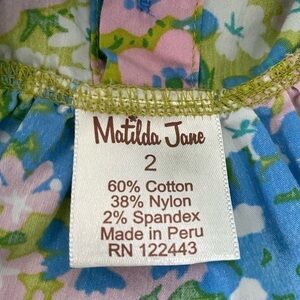 Matilda Jane
2
60% Cotton
38% Nylon
2% Spandex
Made in Peru
RN 122443